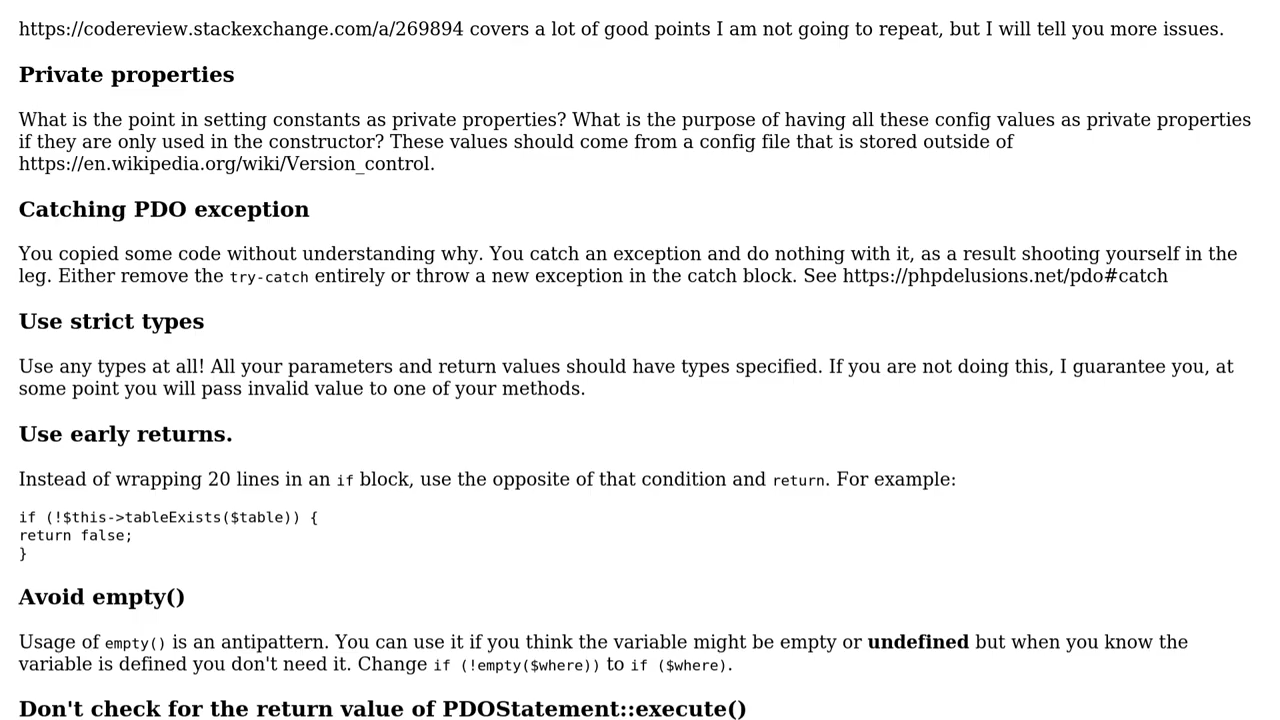 https://codereview.stackexchange.com/a/269894 covers a lot of good points I am not going to repeat, but I will tell you more issues.
Private properties
What is the point in setting constants as private properties? What is the purpose of having all these config values as private properties
if they are only used in the constructor? These values should come from a config file that is stored outside of
https://en.wikipedia.org/wiki/Version_control.
Catching PDO exception
You copied some code without understanding why. You catch an exception and do nothing with it, as a result shooting yourself in the
leg. Either remove the try-catch entirely or throw a new exception in the catch block. See https://phpdelusions.net/pdo#catch
Use strict types
Use any types at all! All your parameters and return values should have types specified. If you are not doing this, I guarantee you, at
some point you will pass invalid value to one of your methods.
Use early returns.
Instead of wrapping 20 lines in an if block, use the opposite of that condition and return. For example:
if (!$this->tableExists($table)) {
return false;
}
Avoid empty()
Usage of empty() is an antipattern. You can use it if you think the variable might be empty or undefined but when you know the
variable is defined you don't need it. Change if (!empty($where)) to if ($where).
Don't check for the return value of PDOStatement::execute()